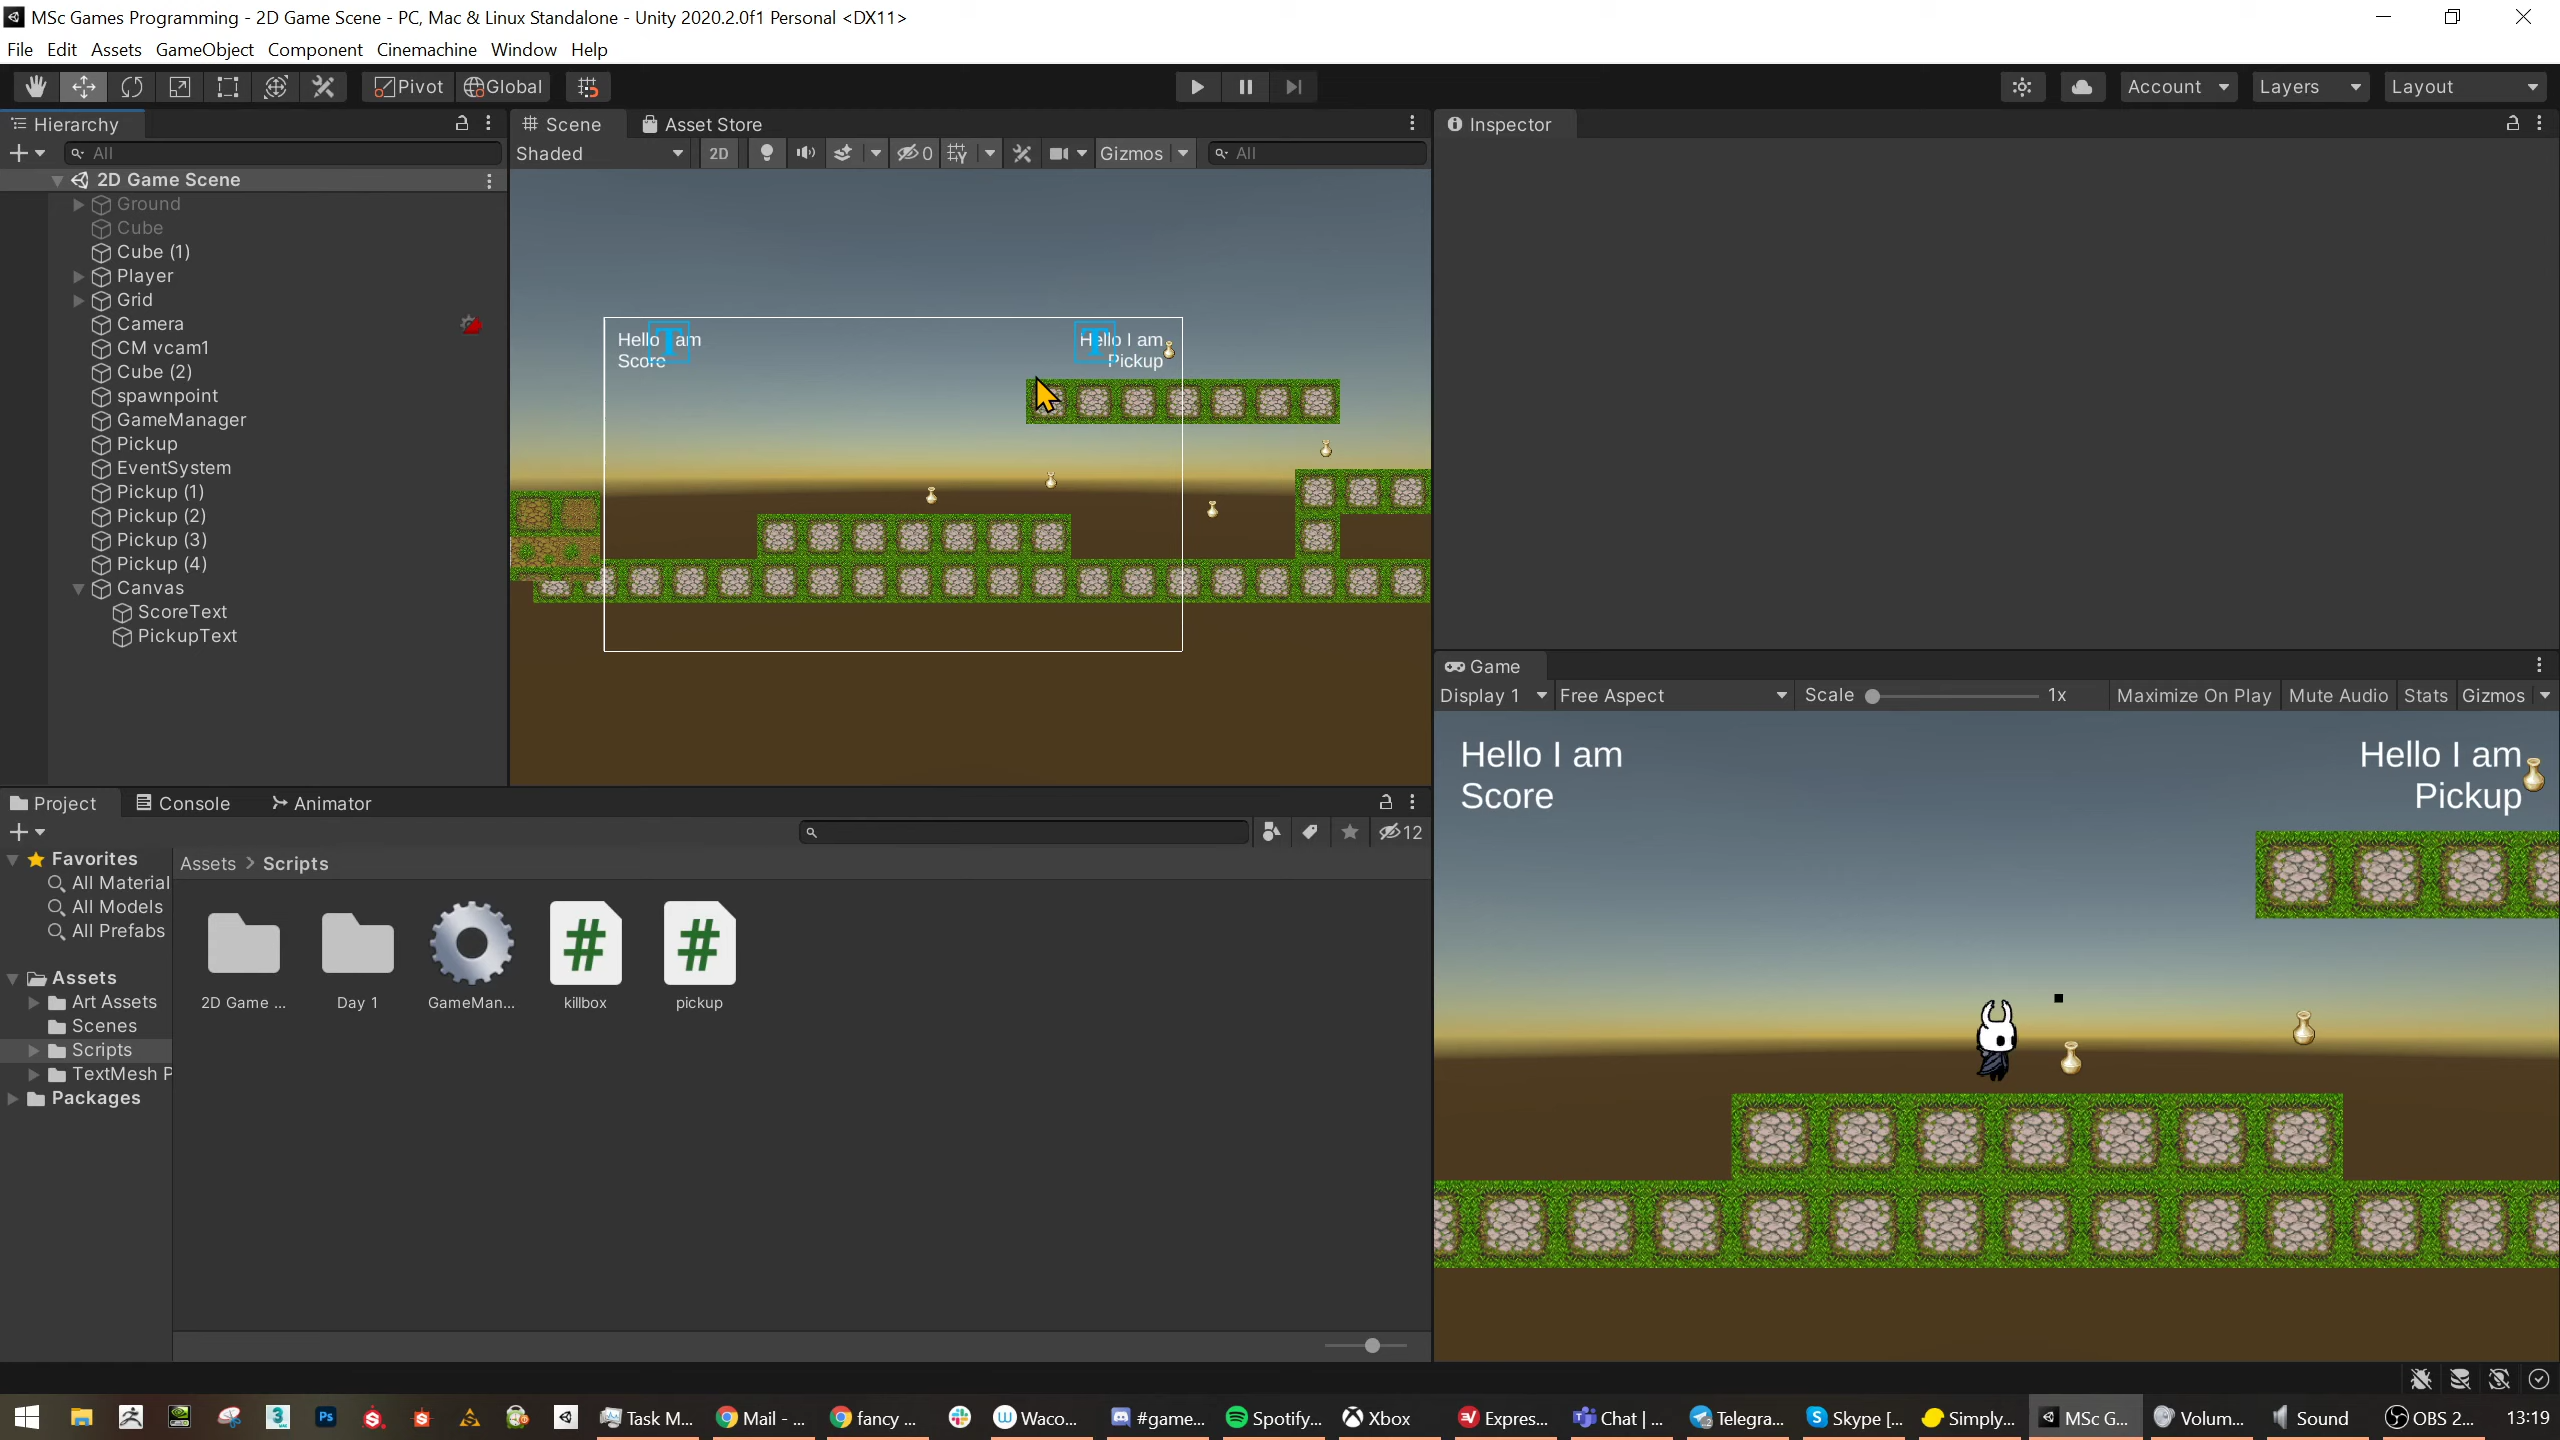 MSc Games Programming - 2D Game Scene - PC, Mac & Linux Standalone - Unity 2020.2.0f1 Personal <DX11>
File Edit Assets GameObject Component Cinemachine Window Help
Pivot Global Account Layers Layout
Hierarchy
All
2D Game Scene
Ground
Cube
Cube (1)
Player
Grid
Camera
CM vcam1
Cube (2)
spawnpoint
GameManager
Pickup
EventSystem
Pickup (1)
Pickup (2)
Pickup (3)
Pickup (4)
Canvas
ScoreText
PickupText
Scene Asset Store
Shaded 2D 0 Gizmos All
Hello I am
Score
Hello I am
Pickup
Inspector
Game
Display 1 Free Aspect Scale 1x Maximize On Play Mute Audio Stats Gizmos
Hello I am
Score
Hello I am
Pickup
Project Console Animator
12
Favorites
All Material
All Models
All Prefabs
Assets
Art Assets
Scenes
Scripts
TextMesh P
Packages
Assets > Scripts
2D Game ... Day 1 GameMan... killbox pickup
Task M... Mail - ... fancy ... Waco... #game... Spotify... Xbox Expres... Chat | ... Telegra... Skype [... Simply... MSc G... Volum... Sound OBS 2... 13:19